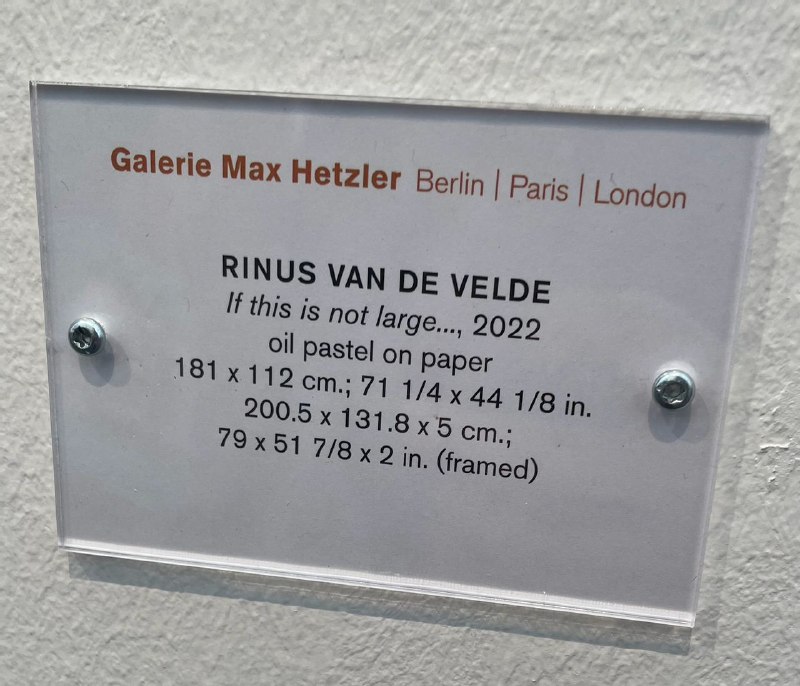 Galerie Max Hetzler Berlin | Paris | London
RINUS VAN DE VELDE
If this is not large..., 2022
oil pastel on paper
181 x 112 cm.; 71 1/4 x 44 1/8 in.
200.5 x 131.8 x 5 cm.;
79 x 51 7/8 x 2 in. (framed)